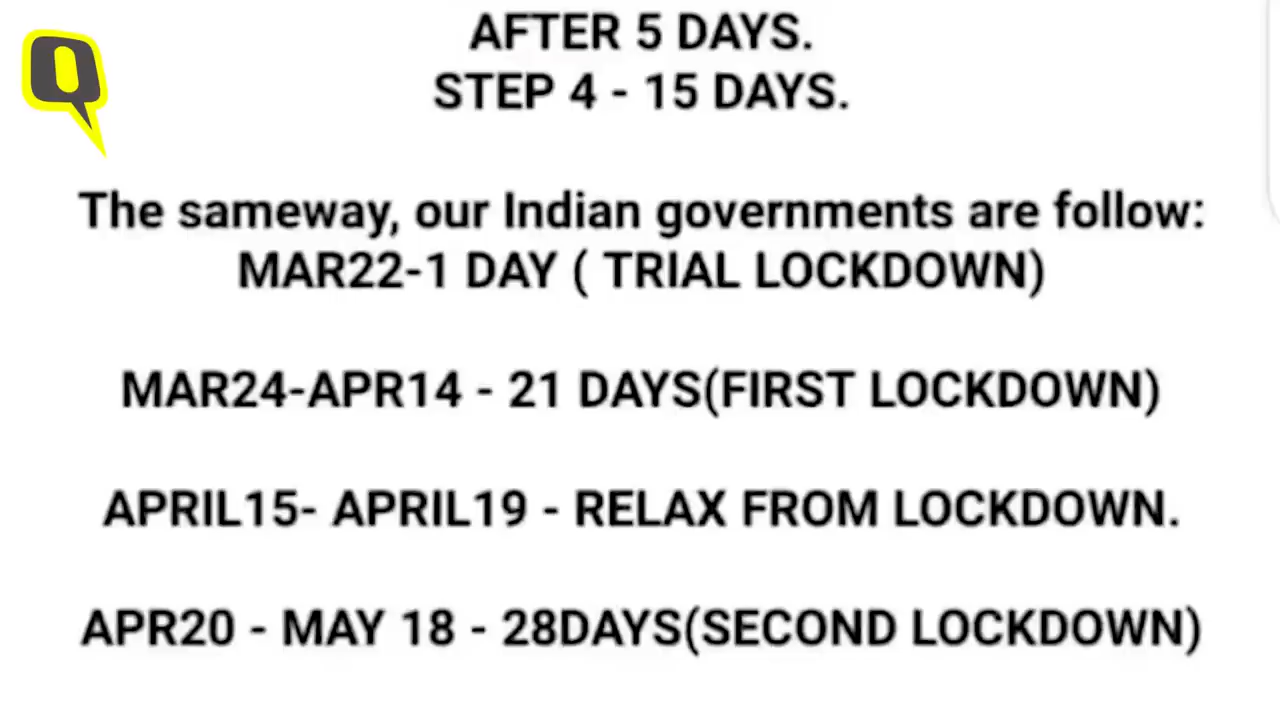 AFTER 5 DAYS.
STEP 4 - 15 DAYS.
The sameway, our Indian governments are follow:
MAR22-1 DAY ( TRIAL LOCKDOWN)
MAR24-APR14 - 21 DAYS(FIRST LOCKDOWN)
APRIL15- APRIL19 - RELAX FROM LOCKDOWN.
APR20 - MAY 18 - 28DAYS(SECOND LOCKDOWN)